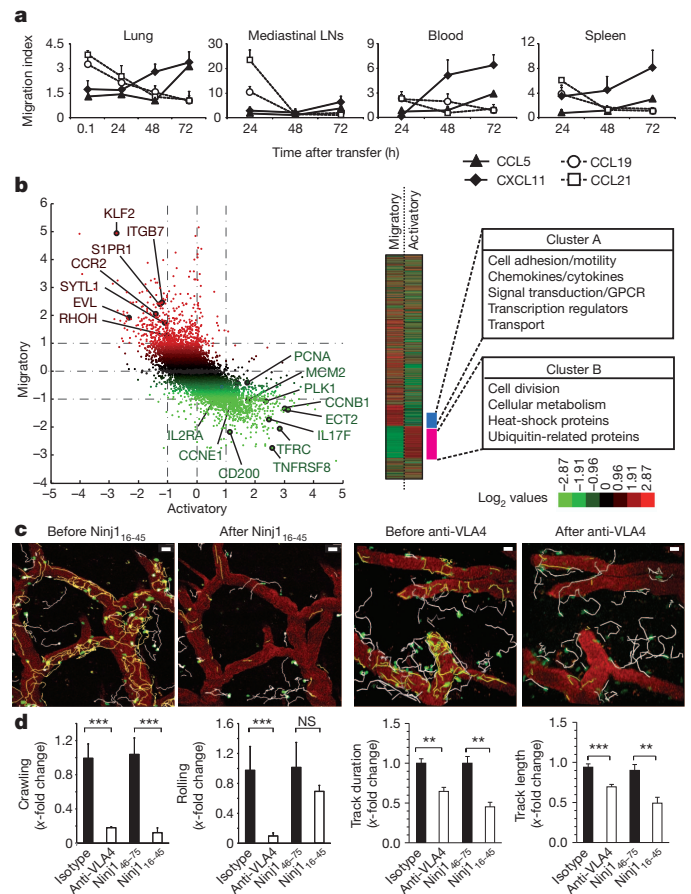 a
Lung
Mediastinal LNs
Blood
Spleen
Migration index
4.5
3
1.5
0
0.1 24 48 72
30
20
10
0
24 48 72
9
6
3
0
24 48 72
12
8
4
0
24 48 72
Time after transfer (h)
CCL5
CCL19
CXCL11
CCL21
b
Migratory
6
5
4
3
2
1
0
−1
−2
−3
−4
−5 −4 −3 −2 −1 0 1 2 3 4 5
Activatory
KLF2
ITGB7
S1PR1
CCR2
SYTL1
EVL
RHOH
PCNA
MCM2
PLK1
CCNB1
ECT2
IL17F
TFRC
TNFRSF8
CD200
CCNE1
IL2RA
Migratory
Activatory
Cluster A
Cell adhesion/motility
Chemokines/cytokines
Signal transduction/GPCR
Transcription regulators
Transport
Cluster B
Cell division
Cellular metabolism
Heat-shock proteins
Ubiquitin-related proteins
−2.87
−1.91
−0.96
0
0.96
1.91
2.87
Log2 values
c
Before Ninj116–45
After Ninj116–45
Before anti-VLA4
After anti-VLA4
d
Crawling
(x-fold change)
1.2
0.8
0.4
0
***
***
Isotype
Anti-VLA4
Ninj146–75
Ninj116–45
Rolling
(x-fold change)
1.6
1.2
0.8
0.4
0
***
NS
Isotype
Anti-VLA4
Ninj146–75
Ninj116–45
Track duration
(x-fold change)
1.5
1.0
0.5
0
**
**
Isotype
Anti-VLA4
Ninj146–75
Ninj116–45
Track length
(x-fold change)
1.5
1.0
0.5
0
***
**
Isotype
Anti-VLA4
Ninj146–75
Ninj116–45